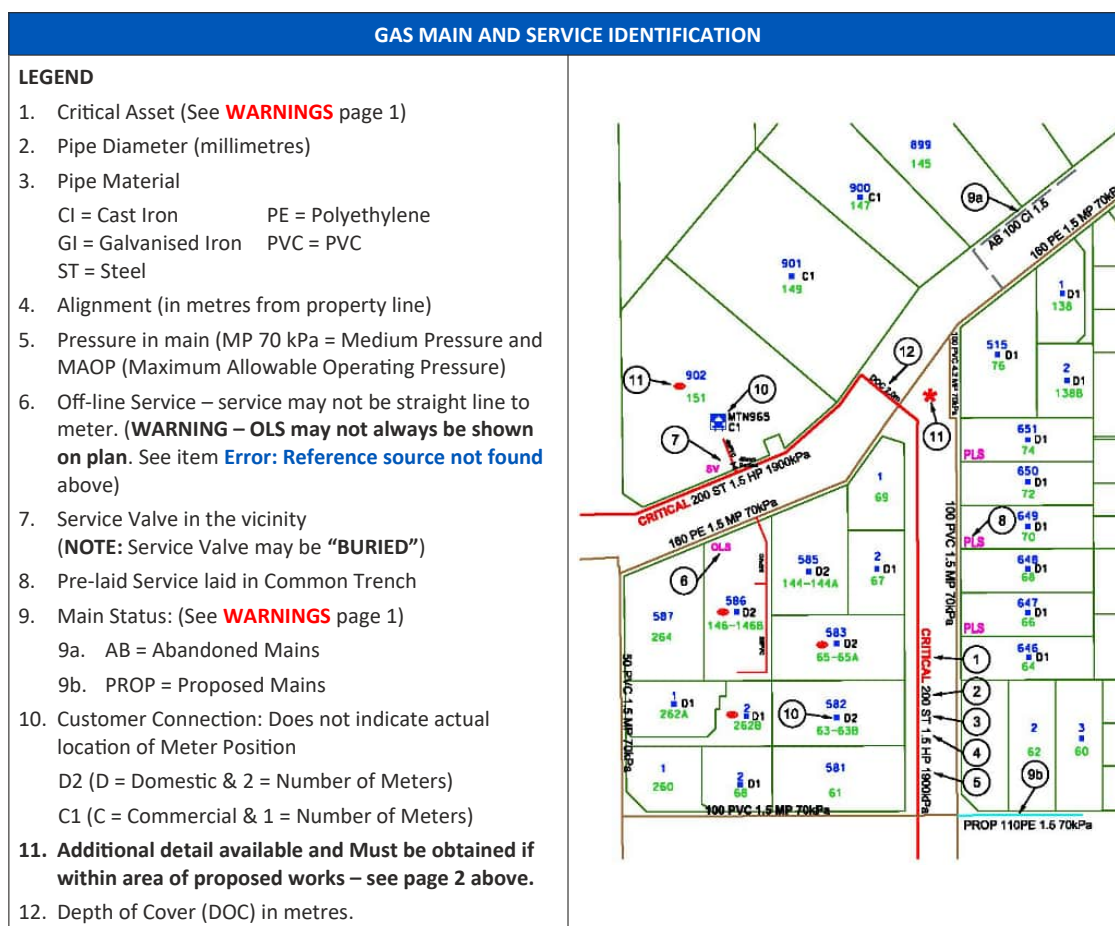 GAS MAIN AND SERVICE IDENTIFICATION
LEGEND
1. Critical Asset (See WARNINGS page 1)
2. Pipe Diameter (millimetres)
3. Pipe Material
CI = Cast Iron PE = Polyethylene
GI = Galvanised Iron PVC = PVC
ST = Steel
4. Alignment (in metres from property line)
5. Pressure in main (MP 70 kPa = Medium Pressure and
MAOP (Maximum Allowable Operating Pressure)
6. Off-line Service – service may not be straight line to
meter. (WARNING – OLS may not always be shown
on plan. See item Error: Reference source not found
above)
7. Service Valve in the vicinity
(NOTE: Service Valve may be “BURIED”)
8. Pre-laid Service laid in Common Trench
9. Main Status: (See WARNINGS page 1)
9a. AB = Abandoned Mains
9b. PROP = Proposed Mains
10. Customer Connection: Does not indicate actual
location of Meter Position
D2 (D = Domestic & 2 = Number of Meters)
C1 (C = Commercial & 1 = Number of Meters)
11. Additional detail available and Must be obtained if
within area of proposed works – see page 2 above.
12. Depth of Cover (DOC) in metres.
899
145
900
C1
147
9a
AB 100 CI 1.5
160 PE 1.5 MP 70kPa
901
C1
149
1
D1
138
12
515
D1
76
2
D1
138B
11
902
151
10
MTN965
C1
DOC 2.0m
*
11
7
SV
CRITICAL 200 ST 1.5 HP 1900kPa
160 PE 1.5 MP 70kPa
651
D1
74
PLS
650
D1
72
1
69
649
D1
70
8
PLS
100 PVC 1.5 MP 70kPa
OLS
6
585
D2
144-144A
2
D1
67
648
D1
68
587
264
586
D2
146-146B
583
D2
65-65A
647
D1
66
PLS
646
D1
64
CRITICAL 200 ST 1.5 HP 1900kPa
1
2
3
4
5
50 PVC 1.5 MP 70kPa
1
D1
262A
2
D1
262B
10
582
D2
63-63B
2
62
3
60
1
260
2
D1
68
581
61
9b
100 PVC 1.5 MP 70kPa
PROP 110PE 1.5 70kPa